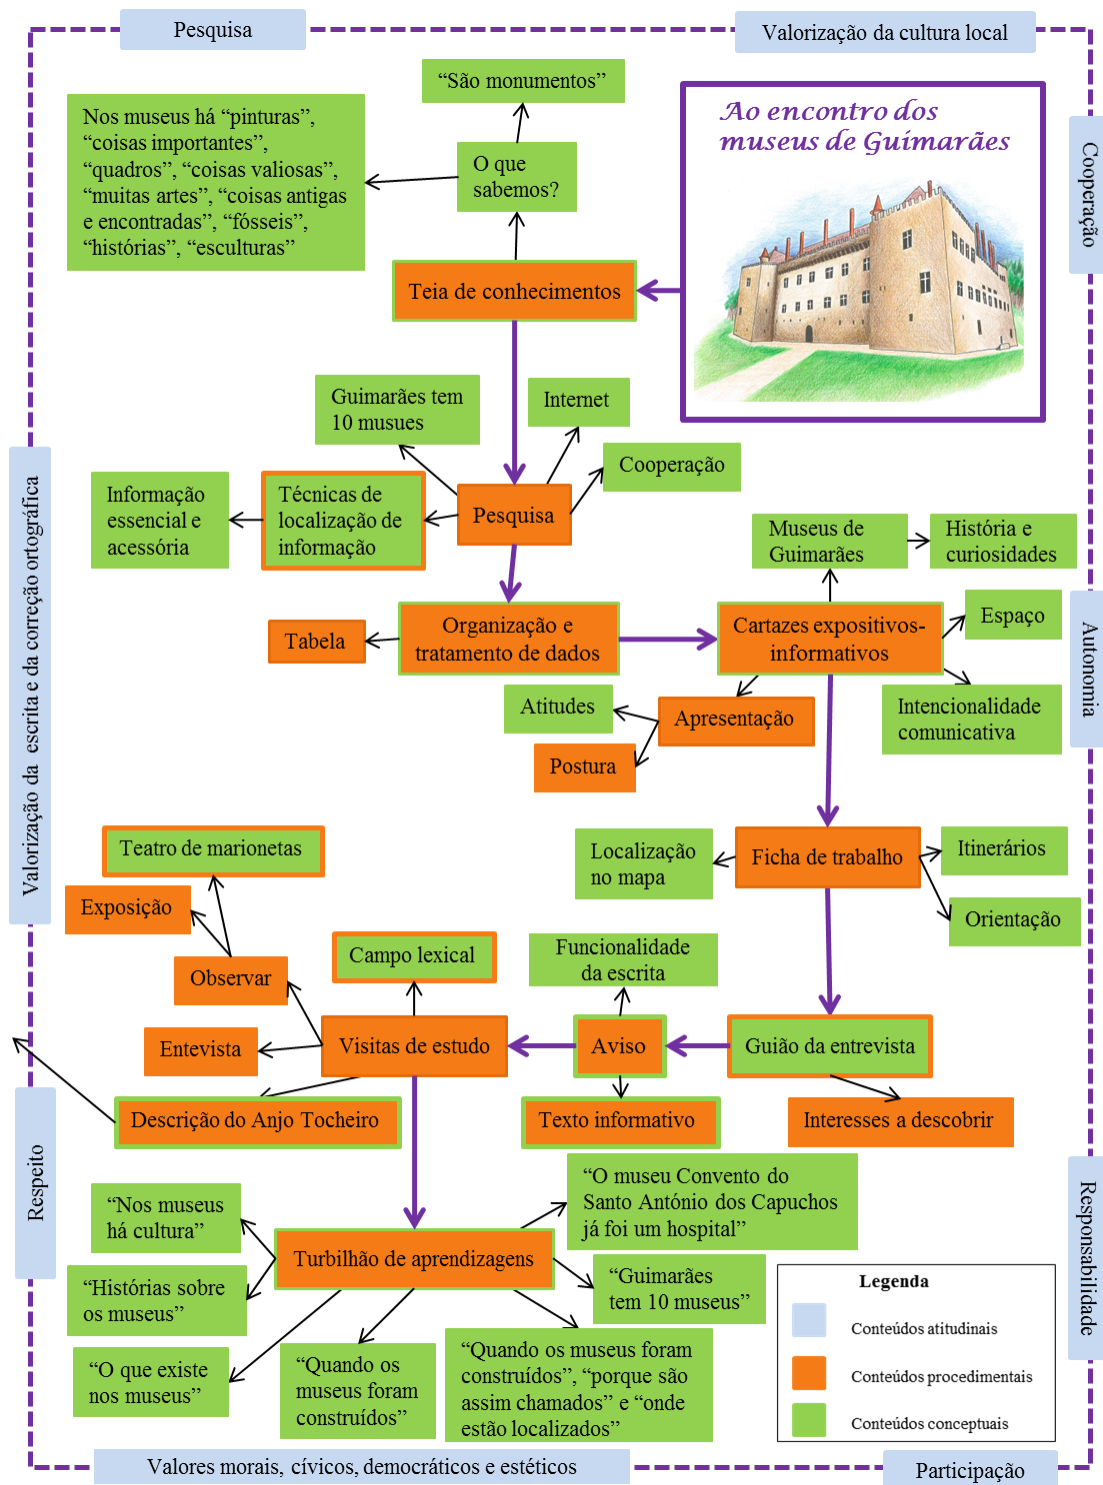 Pesquisa
Valorização da cultura local
“São monumentos”
Ao encontro dos
museus de Guimarães
Nos museus há “pinturas”,
“coisas importantes”,
“quadros”, “coisas valiosas”,
“muitas artes”, “coisas antigas
e encontradas”, “fósseis”,
“histórias”, “esculturas”
O que
sabemos?
Cooperação
Teia de conhecimentos
Guimarães tem
10 musues
Internet
Cooperação
Informação
essencial e
acessória
Técnicas de
localização de
informação
Pesquisa
Museus de
Guimarães
História e
curiosidades
Valorização da escrita e da correção ortográfica
Tabela
Organização e
tratamento de dados
Cartazes expositivos-
informativos
Espaço
Autonomia
Atitudes
Apresentação
Intencionalidade
comunicativa
Postura
Teatro de marionetas
Localização
no mapa
Ficha de trabalho
Itinerários
Exposição
Orientação
Campo lexical
Funcionalidade
da escrita
Observar
Entevista
Visitas de estudo
Aviso
Guião da entrevista
Descrição do Anjo Tocheiro
Texto informativo
Interesses a descobrir
Respeito
“Nos museus
há cultura”
“O museu Convento do
Santo António dos Capuchos
já foi um hospital”
Responsabilidade
Turbilhão de aprendizagens
“Histórias sobre
os museus”
“Guimarães
tem 10 museus”
“O que existe
nos museus”
“Quando os
museus foram
construídos”
“Quando os museus foram
construídos”, “porque são
assim chamados” e “onde
estão localizados”
Legenda
Conteúdos atitudinais
Conteúdos procedimentais
Conteúdos conceptuais
Valores morais, cívicos, democráticos e estéticos
Participação